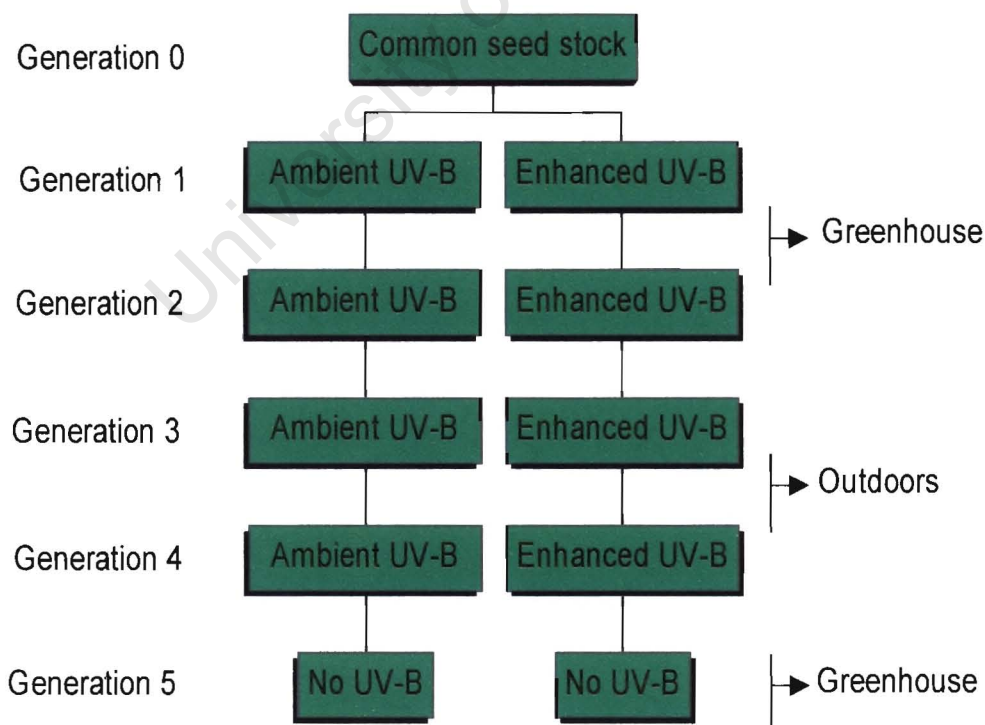 Generation 0
Common seed stock
Generation 1
Ambient UV-B
Enhanced UV-B
Greenhouse
Generation 2
Ambient UV-B
Enhanced UV-B
Generation 3
Ambient UV-B
Enhanced UV-B
Outdoors
Generation 4
Ambient UV-B
Enhanced UV-B
Generation 5
No UV-B
No UV-B
Greenhouse
University